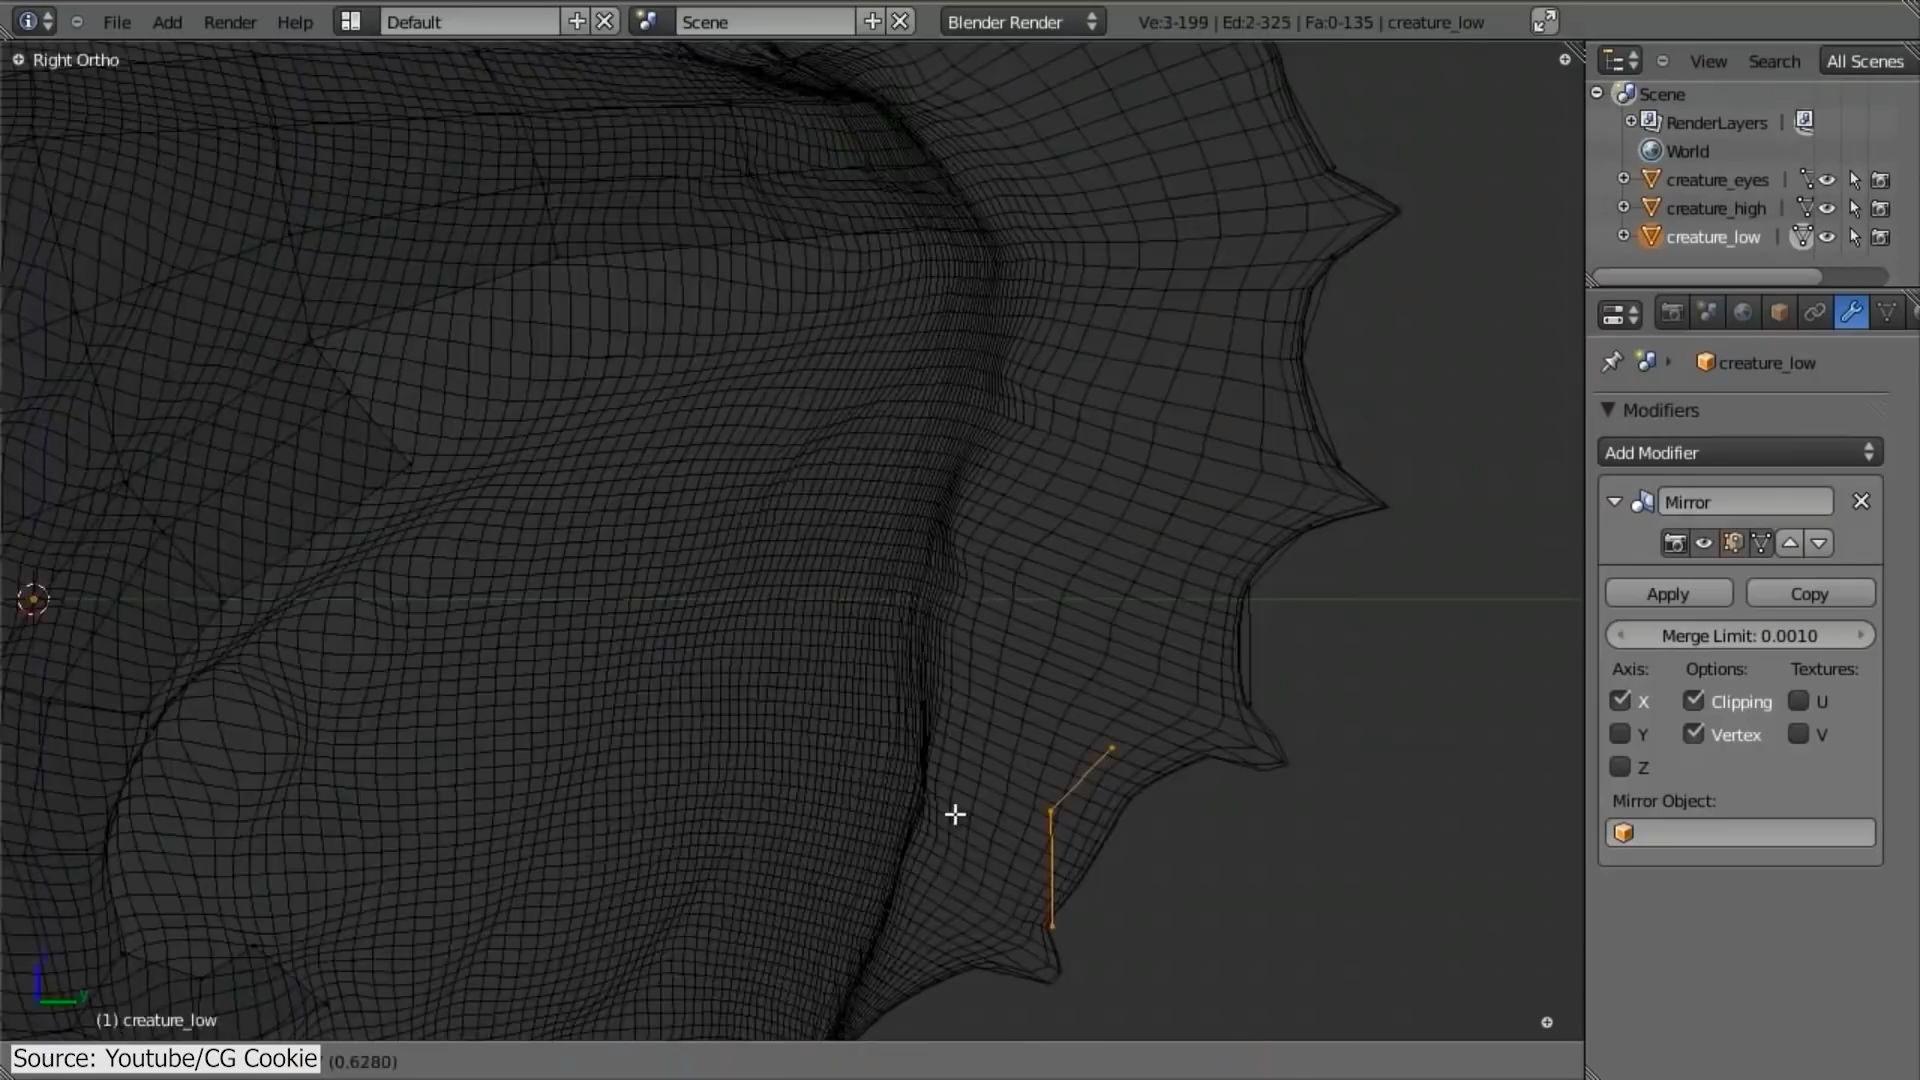 File Add Render Help Default Scene Blender Render Ve:3-199 | Ed:2-325 | Fa:0-135 | creature_low
Right Ortho
View Search All Scenes
Scene
RenderLayers
World
creature_eyes
creature_high
creature_low
creature_low
Modifiers
Add Modifier
Mirror
Apply Copy
Merge Limit: 0.0010
Axis: Options: Textures:
X Clipping U
Y Vertex V
Z
Mirror Object:
y
(1) creature_low
Source: Youtube/CG Cookie (0.6280)